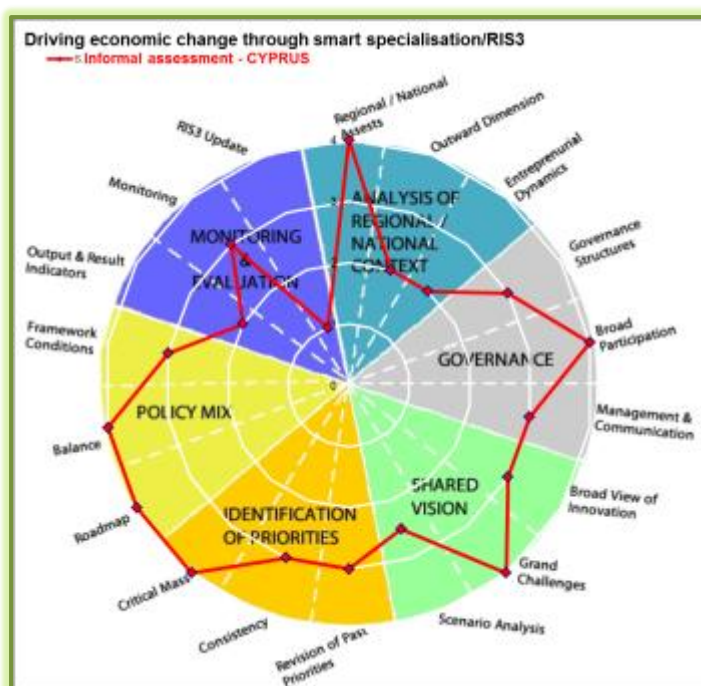 Driving economic change through smart specialisation/RIS3
Informal assessment - CYPRUS
Regional / National
Assests
Outward Dimension
Entreprenurial
Dynamics
Governance
Structures
Broad
Participation
Management &
Communication
Broad View of
Innovation
Grand
Challenges
Scenario Analysis
Revision of Past
Priorities
Consistency
Critical Mass
Roadmap
Balance
Framework
Conditions
Output & Result
Indicators
Monitoring
RIS3 Update
ANALYSIS OF
REGIONAL /
NATIONAL
CONTEXT
GOVERNANCE
SHARED
VISION
IDENTIFICATION
OF PRIORITIES
POLICY MIX
MONITORING
&
EVALUATION
4
0